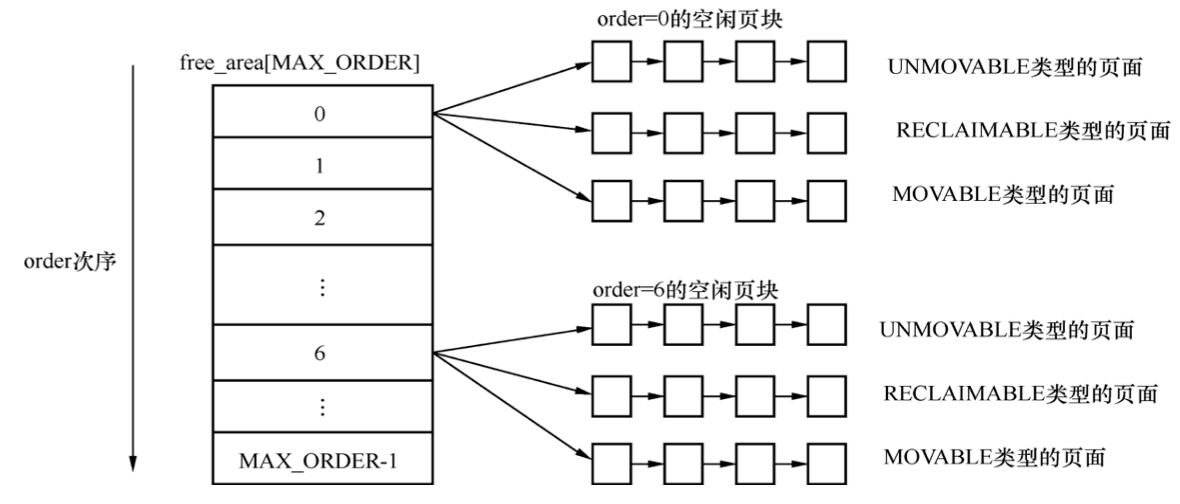 order=0的空闲页块
free_area[MAX_ORDER]
UNMOVABLE类型的页面
0
RECLAIMABLE类型的页面
1
MOVABLE类型的页面
2
order次序
⋮
order=6的空闲页块
UNMOVABLE类型的页面
6
RECLAIMABLE类型的页面
⋮
MOVABLE类型的页面
MAX_ORDER-1